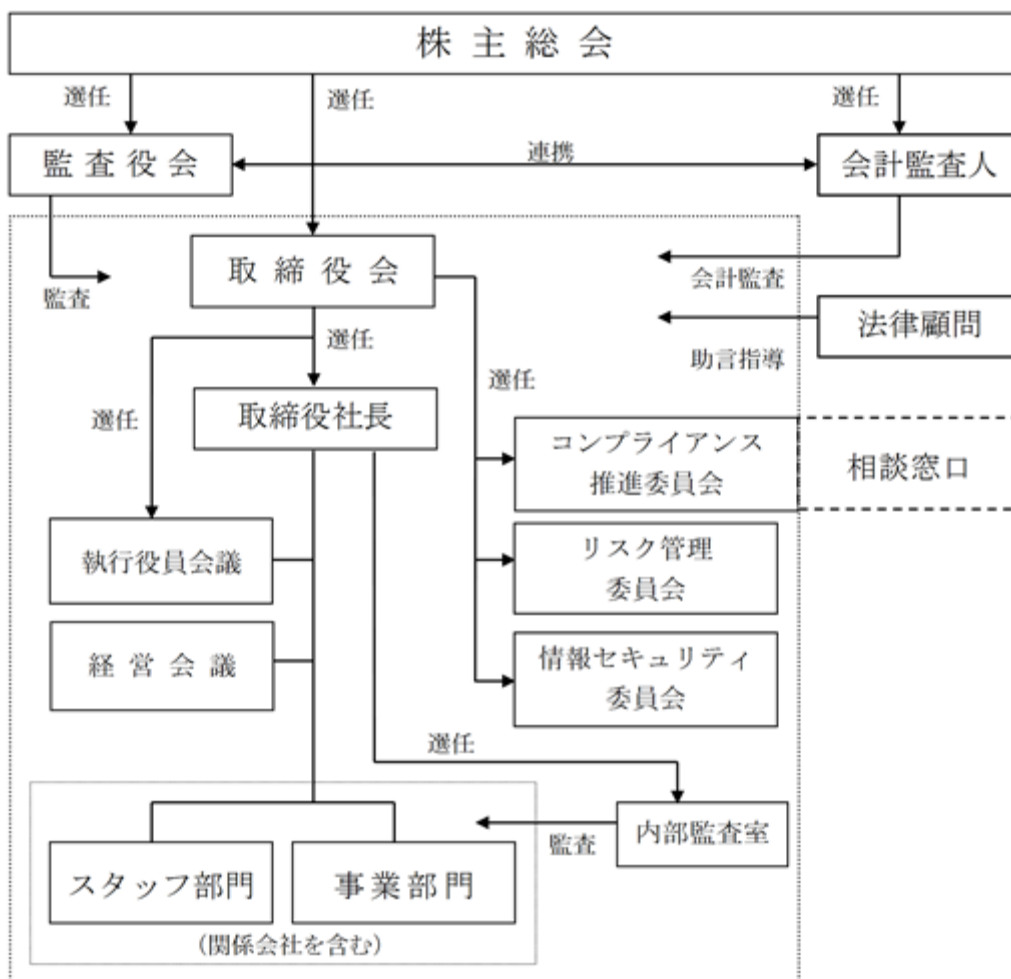 株主総会
選任
選任
選任
監査役会
連携
会計監査人
取締役会
監査
会計監査
法律顧問
選任
助言指導
選任
選任
取締役社長
コンプライアンス
推進委員会
相談窓口
執行役員会議
リスク管理
委員会
経営会議
情報セキュリティ
委員会
選任
内部監査室
監査
スタッフ部門
事業部門
(関係会社を含む)